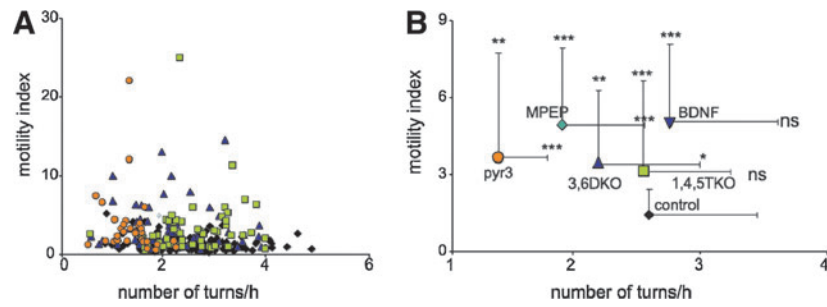 A
B
30
20
10
0
motility index
0
2
4
6
number of turns/h
9
6
3
0
motility index
**
***
***
***
**
MPEP
***
BDNF
ns
pyr3
***
3,6DKO
*
1,4,5TKO
ns
control
1
2
3
4
number of turns/h